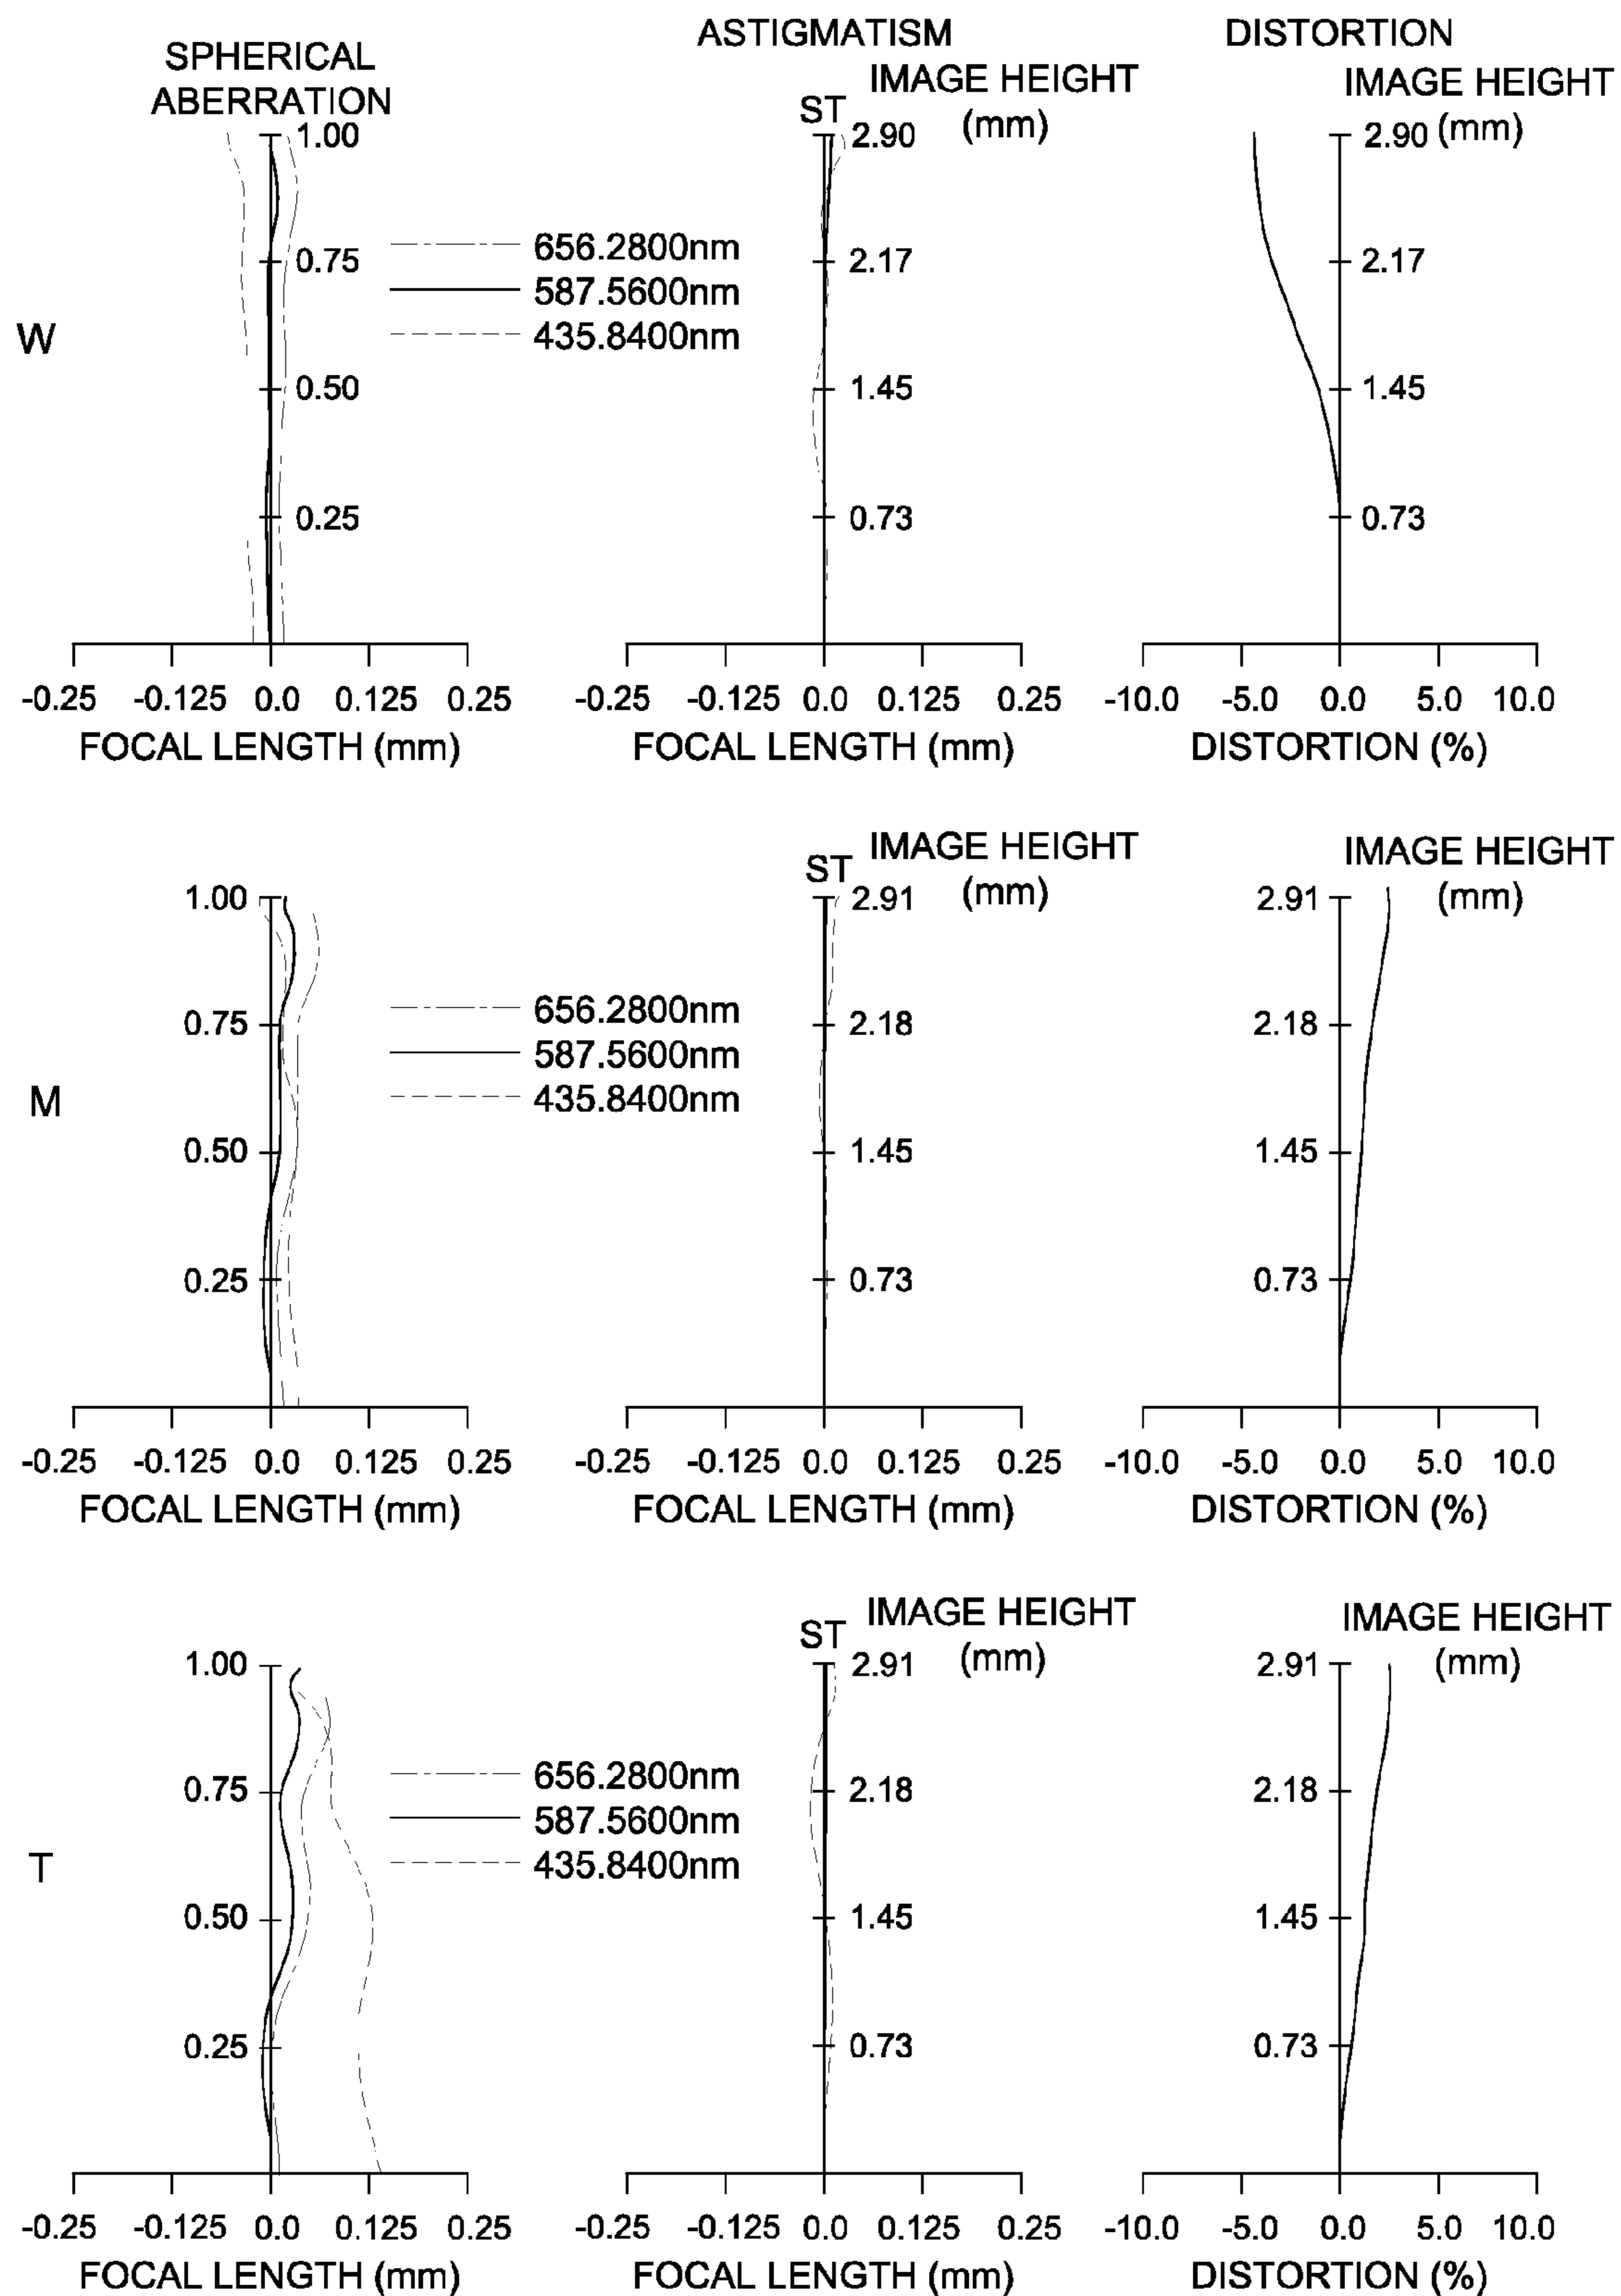 SPHERICAL
ABERRATION
1.00
0.75
0.50
0.25
W
656.2800nm
587.5600nm
435.8400nm
-0.25 -0.125 0.0 0.125 0.25
FOCAL LENGTH (mm)
ASTIGMATISM
IMAGE HEIGHT
(mm)
ST
2.90
2.17
1.45
0.73
-0.25 -0.125 0.0 0.125 0.25
FOCAL LENGTH (mm)
DISTORTION
IMAGE HEIGHT
(mm)
2.90
2.17
1.45
0.73
-10.0 -5.0 0.0 5.0 10.0
DISTORTION (%)
1.00
0.75
0.50
0.25
M
656.2800nm
587.5600nm
435.8400nm
-0.25 -0.125 0.0 0.125 0.25
FOCAL LENGTH (mm)
IMAGE HEIGHT
(mm)
ST
2.91
2.18
1.45
0.73
-0.25 -0.125 0.0 0.125 0.25
FOCAL LENGTH (mm)
IMAGE HEIGHT
(mm)
2.91
2.18
1.45
0.73
-10.0 -5.0 0.0 5.0 10.0
DISTORTION (%)
1.00
0.75
0.50
0.25
T
656.2800nm
587.5600nm
435.8400nm
-0.25 -0.125 0.0 0.125 0.25
FOCAL LENGTH (mm)
IMAGE HEIGHT
(mm)
ST
2.91
2.18
1.45
0.73
-0.25 -0.125 0.0 0.125 0.25
FOCAL LENGTH (mm)
IMAGE HEIGHT
(mm)
2.91
2.18
1.45
0.73
-10.0 -5.0 0.0 5.0 10.0
DISTORTION (%)